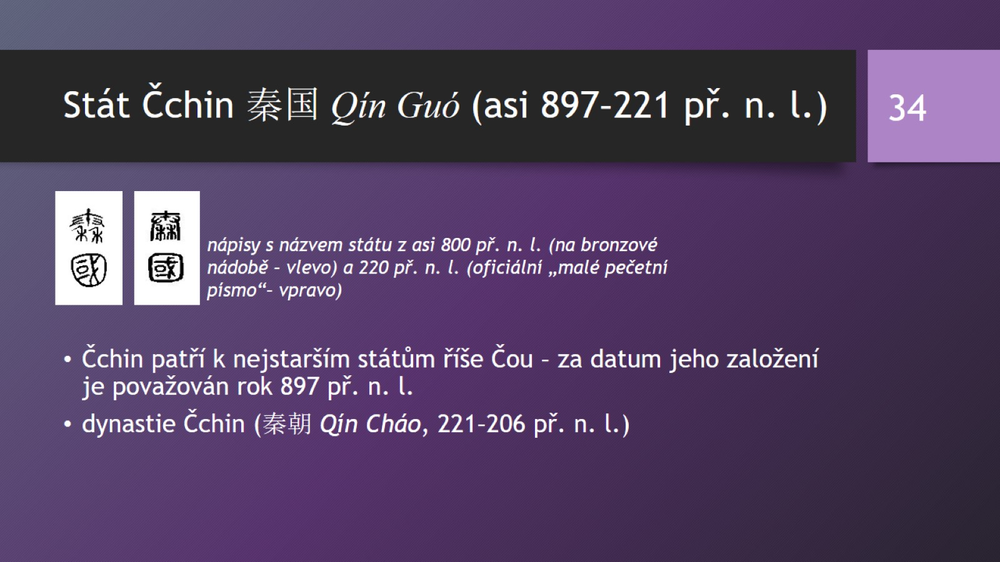 Stát Čchin 秦国 Qín Guó (asi 897–221 př. n. l.)
34
秦
國
秦
國
nápisy s názvem státu z asi 800 př. n. l. (na bronzové
nádobě – vlevo) a 220 př. n. l. (oficiální „malé pečetní
písmo“– vpravo)
• Čchin patří k nejstarším státům říše Čou – za datum jeho založení
je považován rok 897 př. n. l.
• dynastie Čchin (秦朝 Qín Cháo, 221–206 př. n. l.)